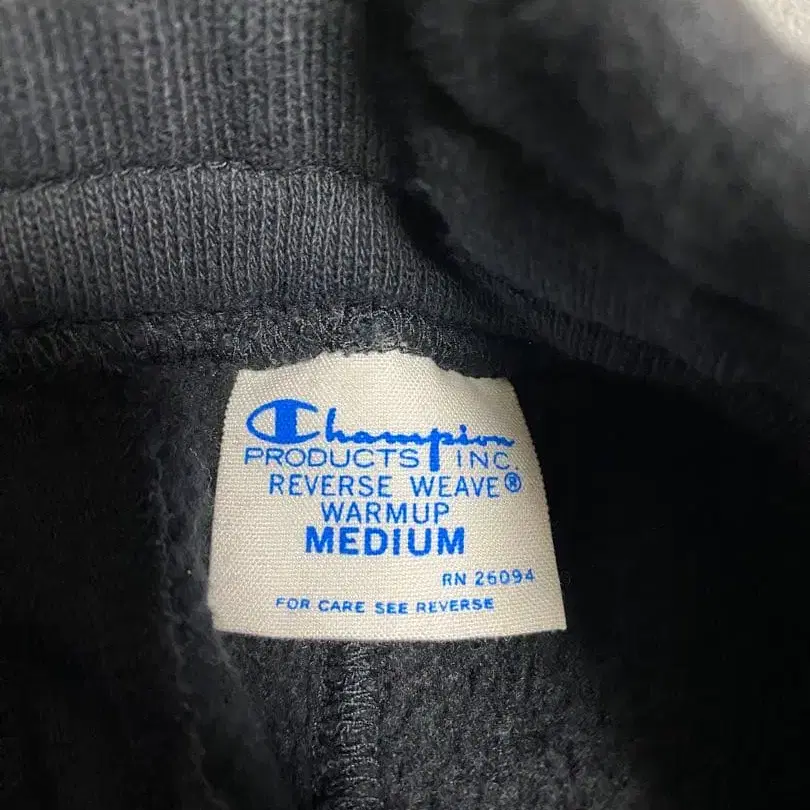 Champion
PRODUCTS INC.
REVERSE WEAVE®
WARMUP
MEDIUM
RN 26094
FOR CARE SEE REVERSE